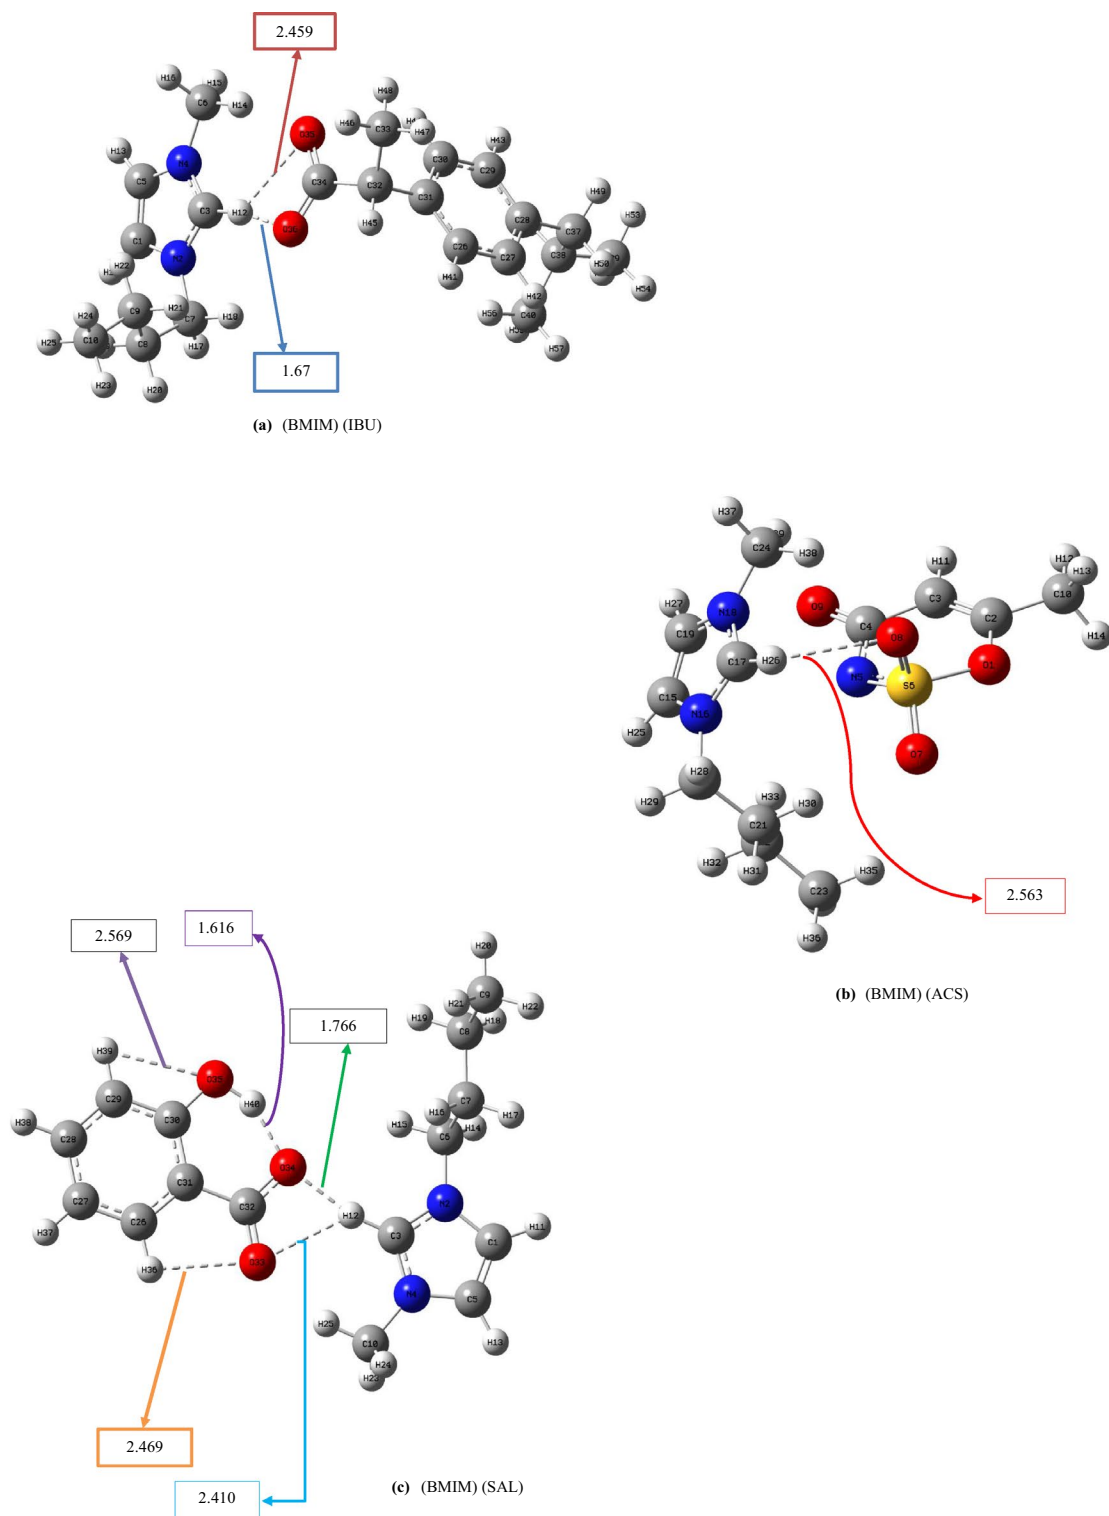 2.459
H16
H15
C6
H14
H48
O35
H46
C33
H47
H43
H13
N4
C30
C29
C5
C34
C32
C31
H49
C3
H12
O36
H45
C28
C37
H53
C1
N2
C26
C27
C38
H22
H41
H50
H54
H24
C9
H21
C7
H18
H42
H56
C40
H25
C10
C8
H17
H57
H23
H20
1.67
(a) (BMIM) (IBU)
H37
C24
H38
H11
H12
H13
C10
H27
N18
O9
C3
C2
C4
O8
H14
C19
C17
H26
O1
N5
S6
C15
N16
H25
O7
H28
H29
H33
H30
C21
H32
H31
H35
C23
H36
2.563
(b) (BMIM) (ACS)
2.569
1.616
H20
1.766
C9
H21
H22
H19
H18
C8
H39
O35
H40
C29
C30
C7
H16
H17
H38
C28
H15
H14
C6
O34
C31
C27
C32
N2
C26
H12
H11
H37
C3
C1
H36
O33
N4
C5
H25
H13
C10
H24
H23
2.469
2.410
(c) (BMIM) (SAL)